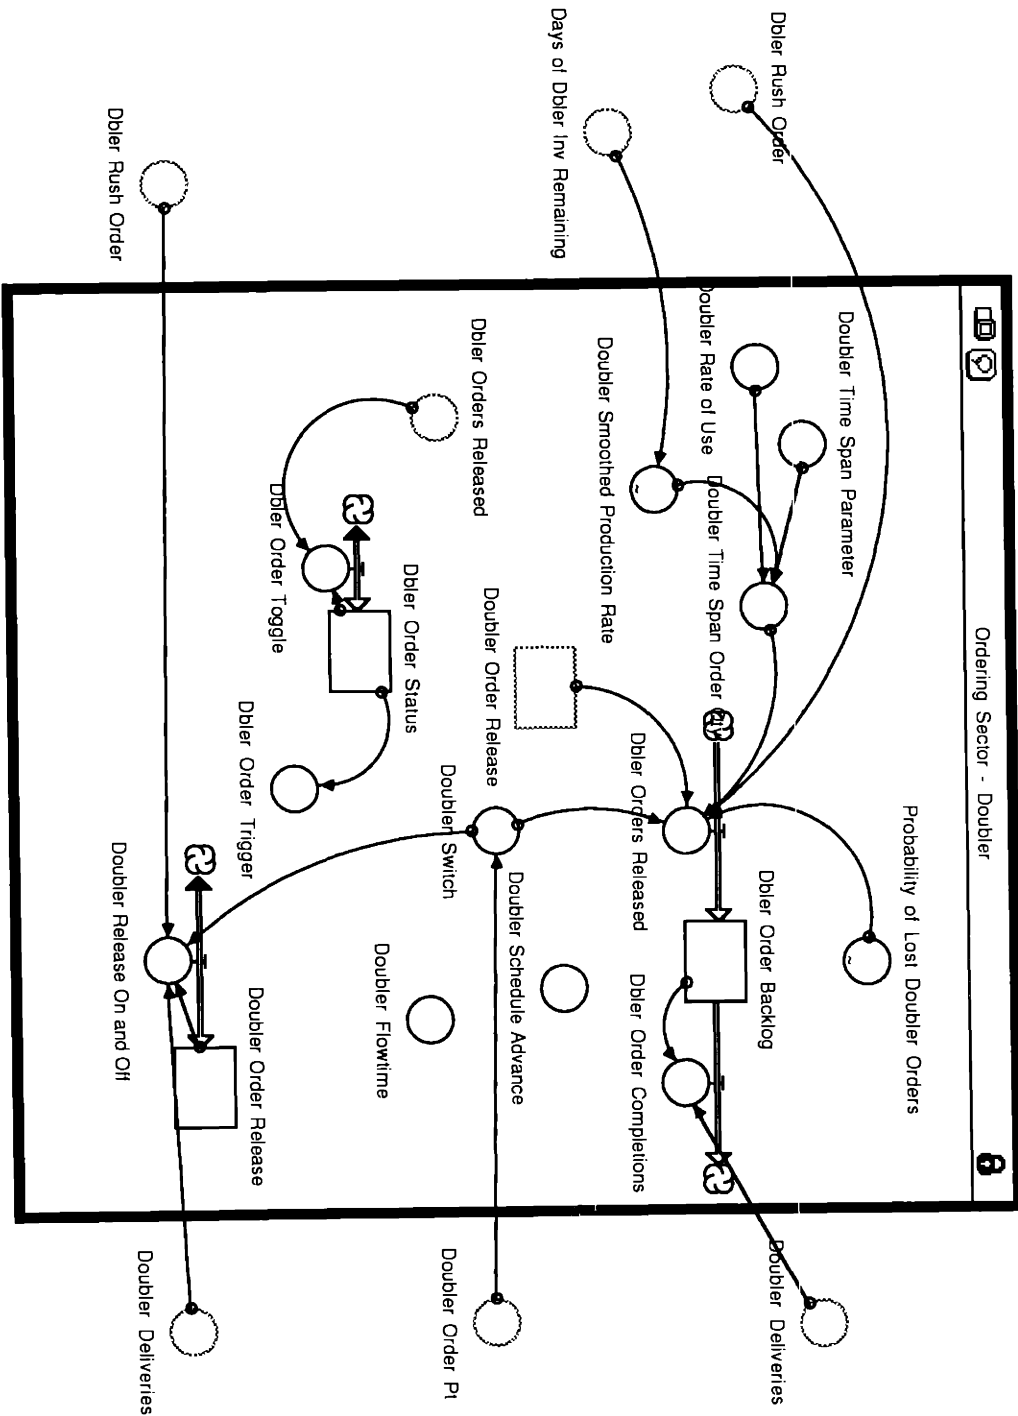 Ordering Sector - Doubler
Dbler Rush Order
Doubler Time Span Parameter
Probability of Lost Doubler Orders
Doubler Rate of Use
Doubler Time Span Order Qty
Dbler Order Backlog
Doubler Deliveries
Days of Dbler Inv Remaining
Doubler Smoothed Production Rate
Dbler Orders Released
Dbler Order Completions
Dbler Orders Released
Doubler Order Release
Doubler Schedule Advance
Dbler Order Status
Doubler Switch
Doubler Order Pt
Doubler Flowtime
Dbler Order Toggle
Dbler Order Trigger
Doubler Order Release
Dbler Rush Order
Doubler Release On and Off
Doubler Deliveries